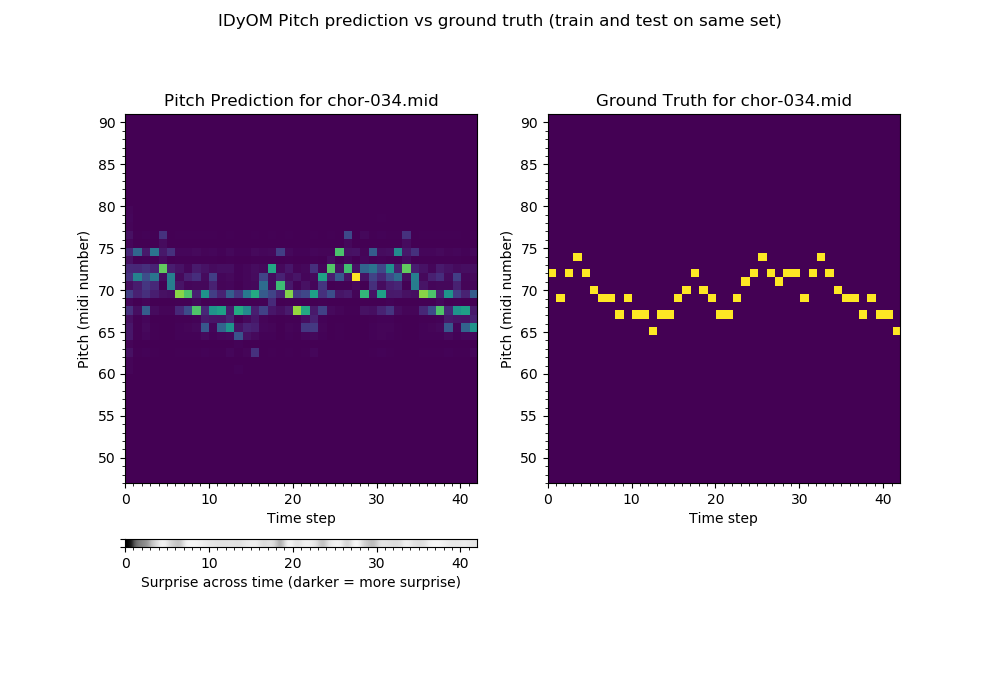 IDyOM Pitch prediction vs ground truth (train and test on same set)
Pitch Prediction for chor-034.mid
Pitch (midi number)
90
85
80
75
70
65
60
55
50
0 10 20 30 40
Time step
0 10 20 30 40
Surprise across time (darker = more surprise)
Ground Truth for chor-034.mid
Pitch (midi number)
90
85
80
75
70
65
60
55
50
0 10 20 30 40
Time step